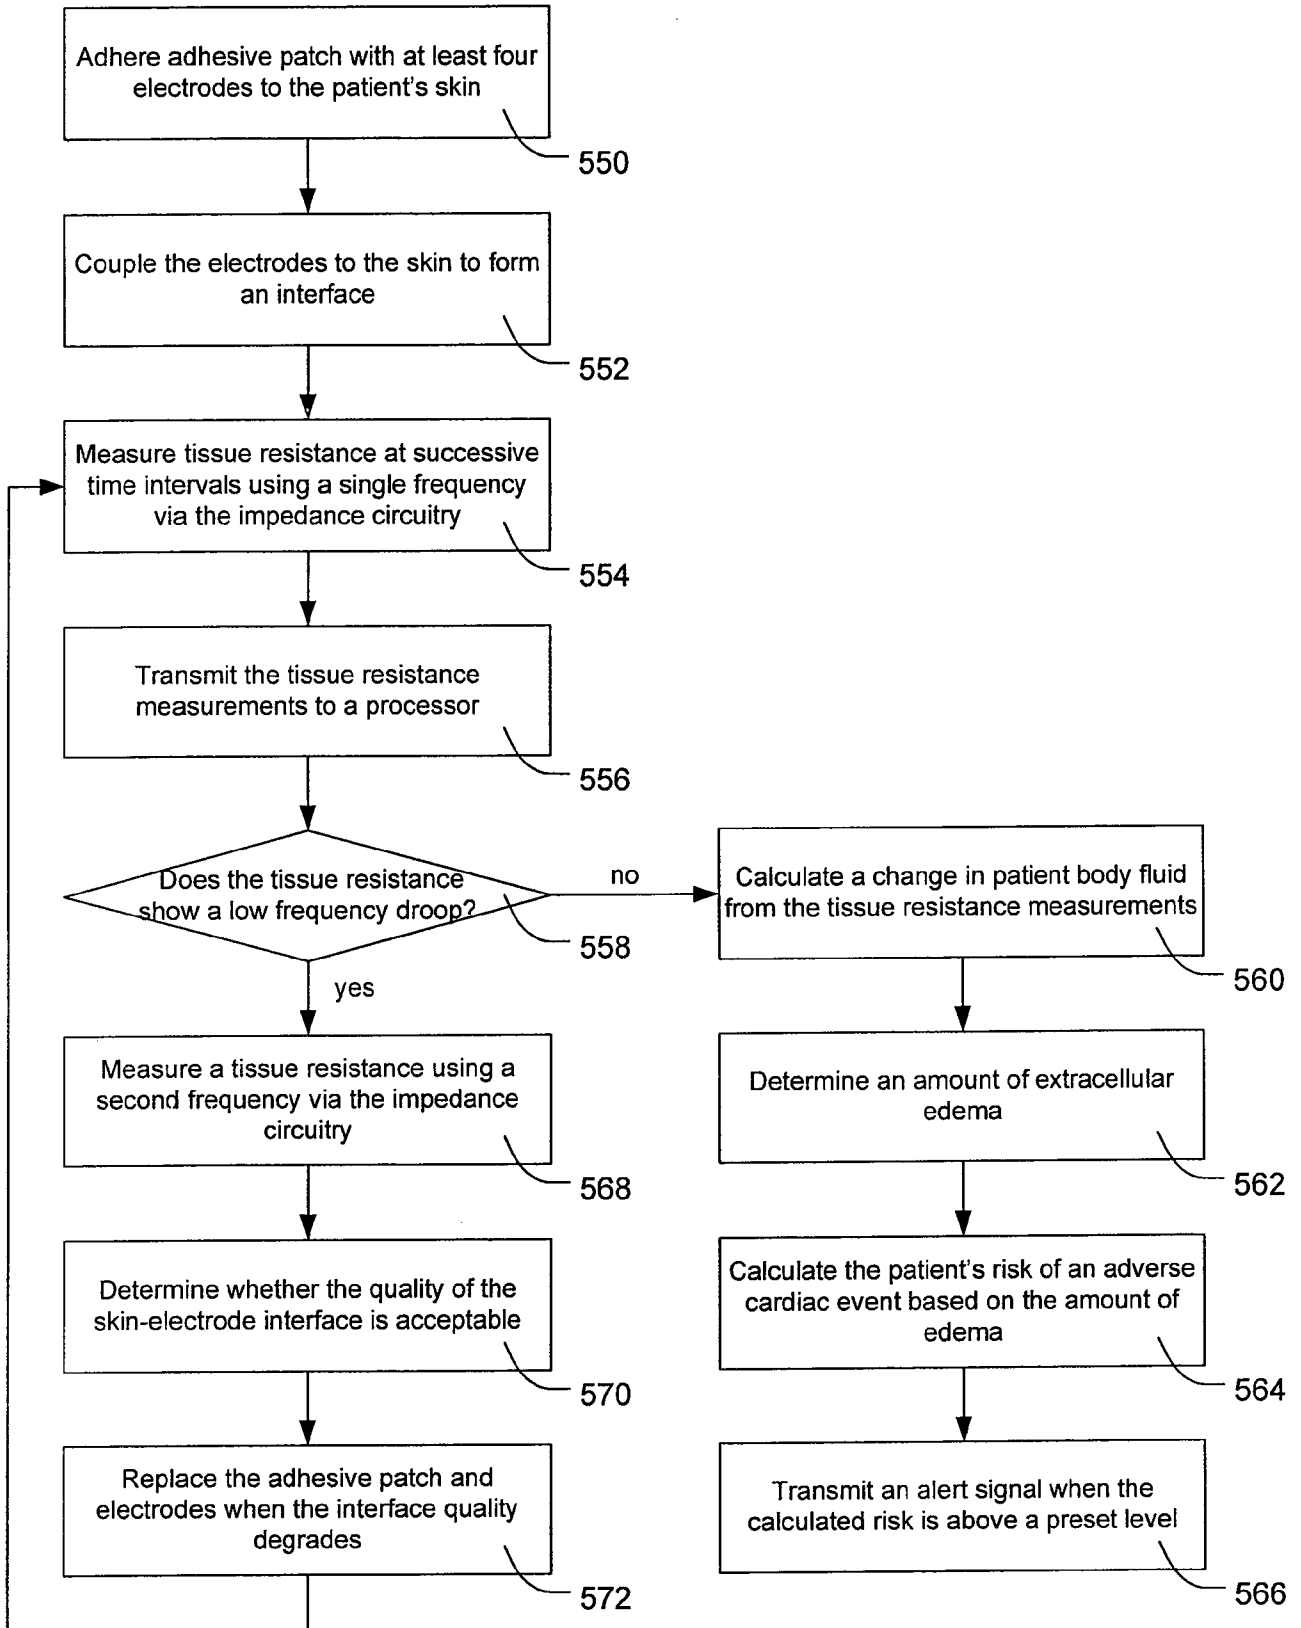 Adhere adhesive patch with at least four
electrodes to the patient's skin
550
Couple the electrodes to the skin to form
an interface
552
Measure tissue resistance at successive
time intervals using a single frequency
via the impedance circuitry
554
Transmit the tissue resistance
measurements to a processor
556
Does the tissue resistance
show a low frequency droop?
558
no
yes
Calculate a change in patient body fluid
from the tissue resistance measurements
560
Determine an amount of extracellular
edema
562
Calculate the patient's risk of an adverse
cardiac event based on the amount of
edema
564
Transmit an alert signal when the
calculated risk is above a preset level
566
Measure a tissue resistance using a
second frequency via the impedance
circuitry
568
Determine whether the quality of the
skin-electrode interface is acceptable
570
Replace the adhesive patch and
electrodes when the interface quality
degrades
572